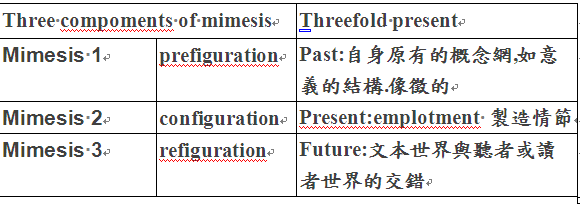 Three compoments of mimesis Threefold present
Mimesis 1 prefiguration Past:自身原有的概念網,如意
義的結構.像徵的
Mimesis 2 configuration Present:emplotment 製造情節
Mimesis 3 refiguration Future:文本世界與聽者或讀
者世界的交錯